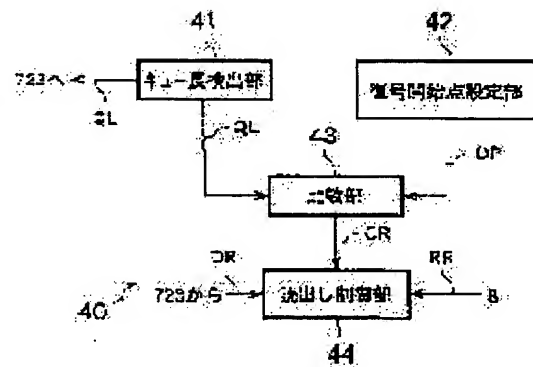 41
42
723へ
キュー長検出部
復号開始点設定部
QL
QL
43
DP
比較部
CR
DR
RR
723から
読出し制御部
B
40
44